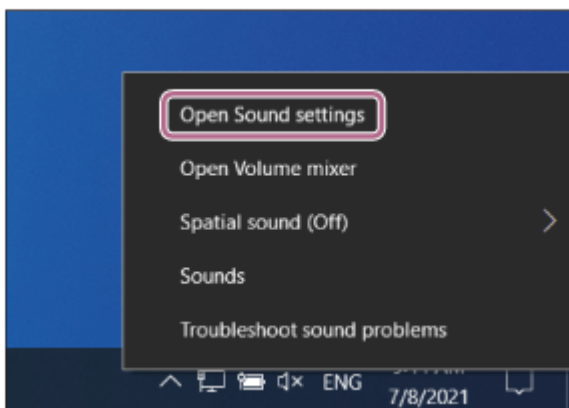 Open Sound settings
Open Volume mixer
Spatial sound (Off)
Sounds
Troubleshoot sound problems
ENG
7/8/2021